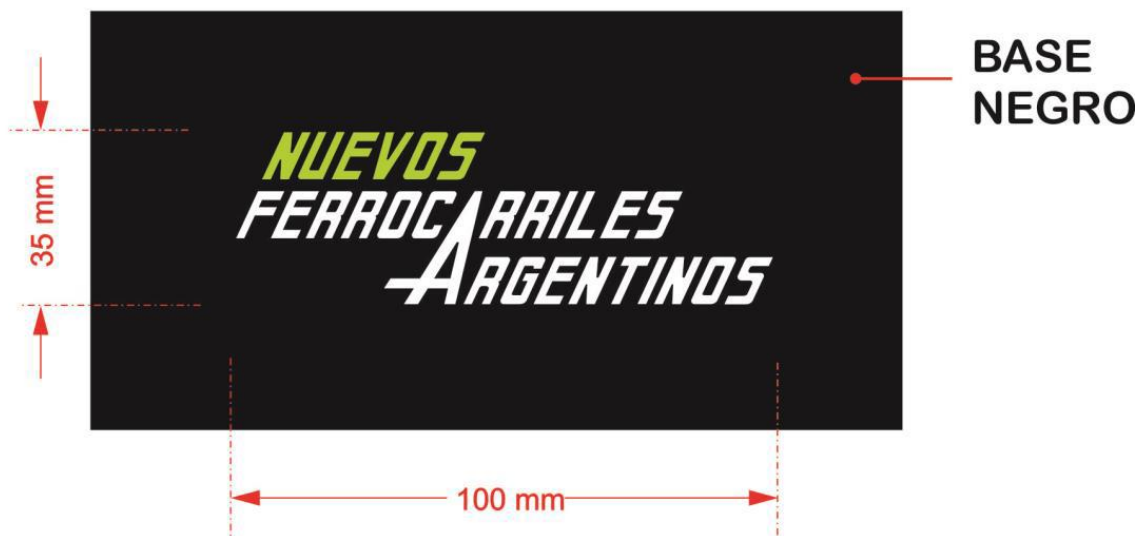 BASE
NEGRO
NUEVOS
FERROCARRILES
ARGENTINOS
35 mm
100 mm